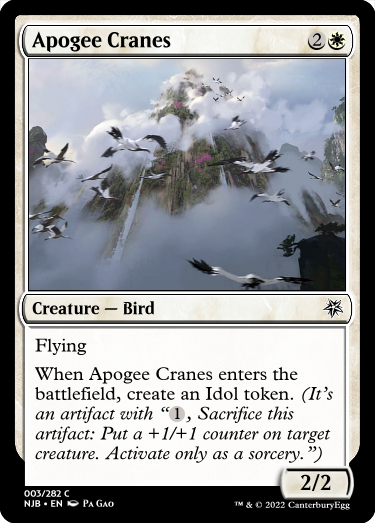 Apogee Cranes 2
Creature — Bird
Flying
When Apogee Cranes enters the
battlefield, create an Idol token. (It's
an artifact with “1, Sacrifice this
artifact: Put a +1/+1 counter on target
creature. Activate only as a sorcery.”)
2/2
003/282 C
NJB • EN Pa Gao
™ & © 2022 CanterburyEgg